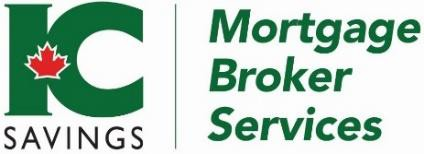 IC
SAVINGS
Mortgage
Broker
Services